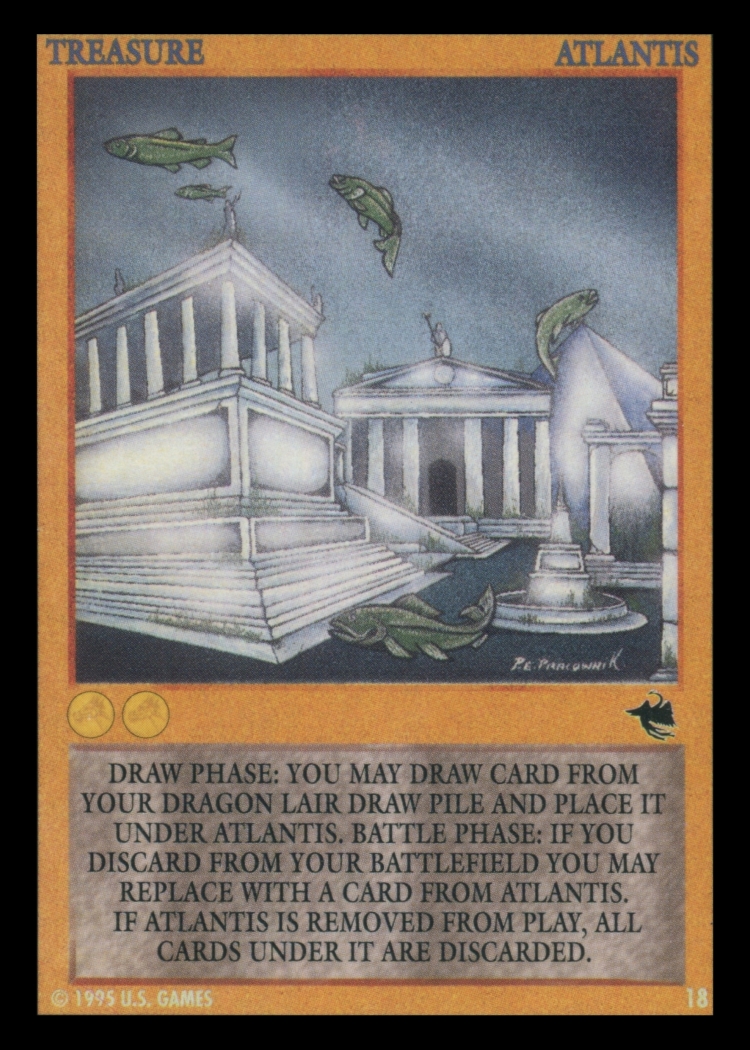 TREASURE ATLANTIS
P.E. PRACOWNIK
DRAW PHASE: YOU MAY DRAW CARD FROM
YOUR DRAGON LAIR DRAW PILE AND PLACE IT
UNDER ATLANTIS. BATTLE PHASE: IF YOU
DISCARD FROM YOUR BATTLEFIELD YOU MAY
REPLACE WITH A CARD FROM ATLANTIS.
IF ATLANTIS IS REMOVED FROM PLAY, ALL
CARDS UNDER IT ARE DISCARDED.
© 1995 U.S. GAMES 18